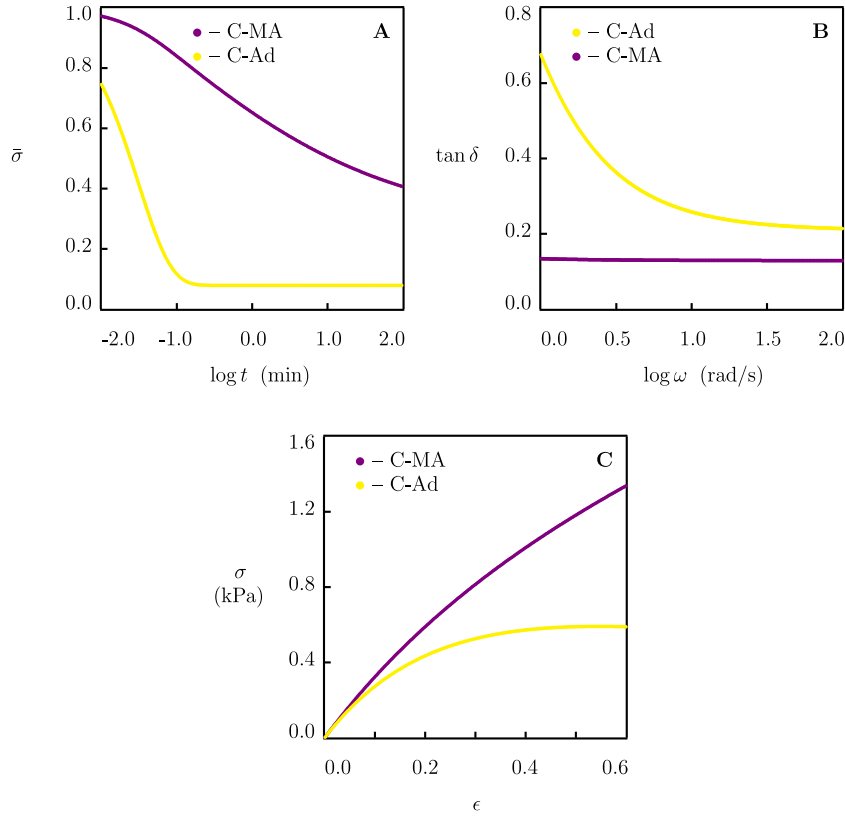 A
– C-MA
– C-Ad
1.0
0.8
0.6
0.4
0.2
0.0
σ̄
-2.0 -1.0 0.0 1.0 2.0
log t (min)
B
– C-Ad
– C-MA
0.8
0.6
0.4
0.2
0.0
tan δ
0.0 0.5 1.0 1.5 2.0
log ω (rad/s)
C
– C-MA
– C-Ad
1.6
1.2
0.8
0.4
0.0
σ
(kPa)
0.0 0.2 0.4 0.6
ϵ